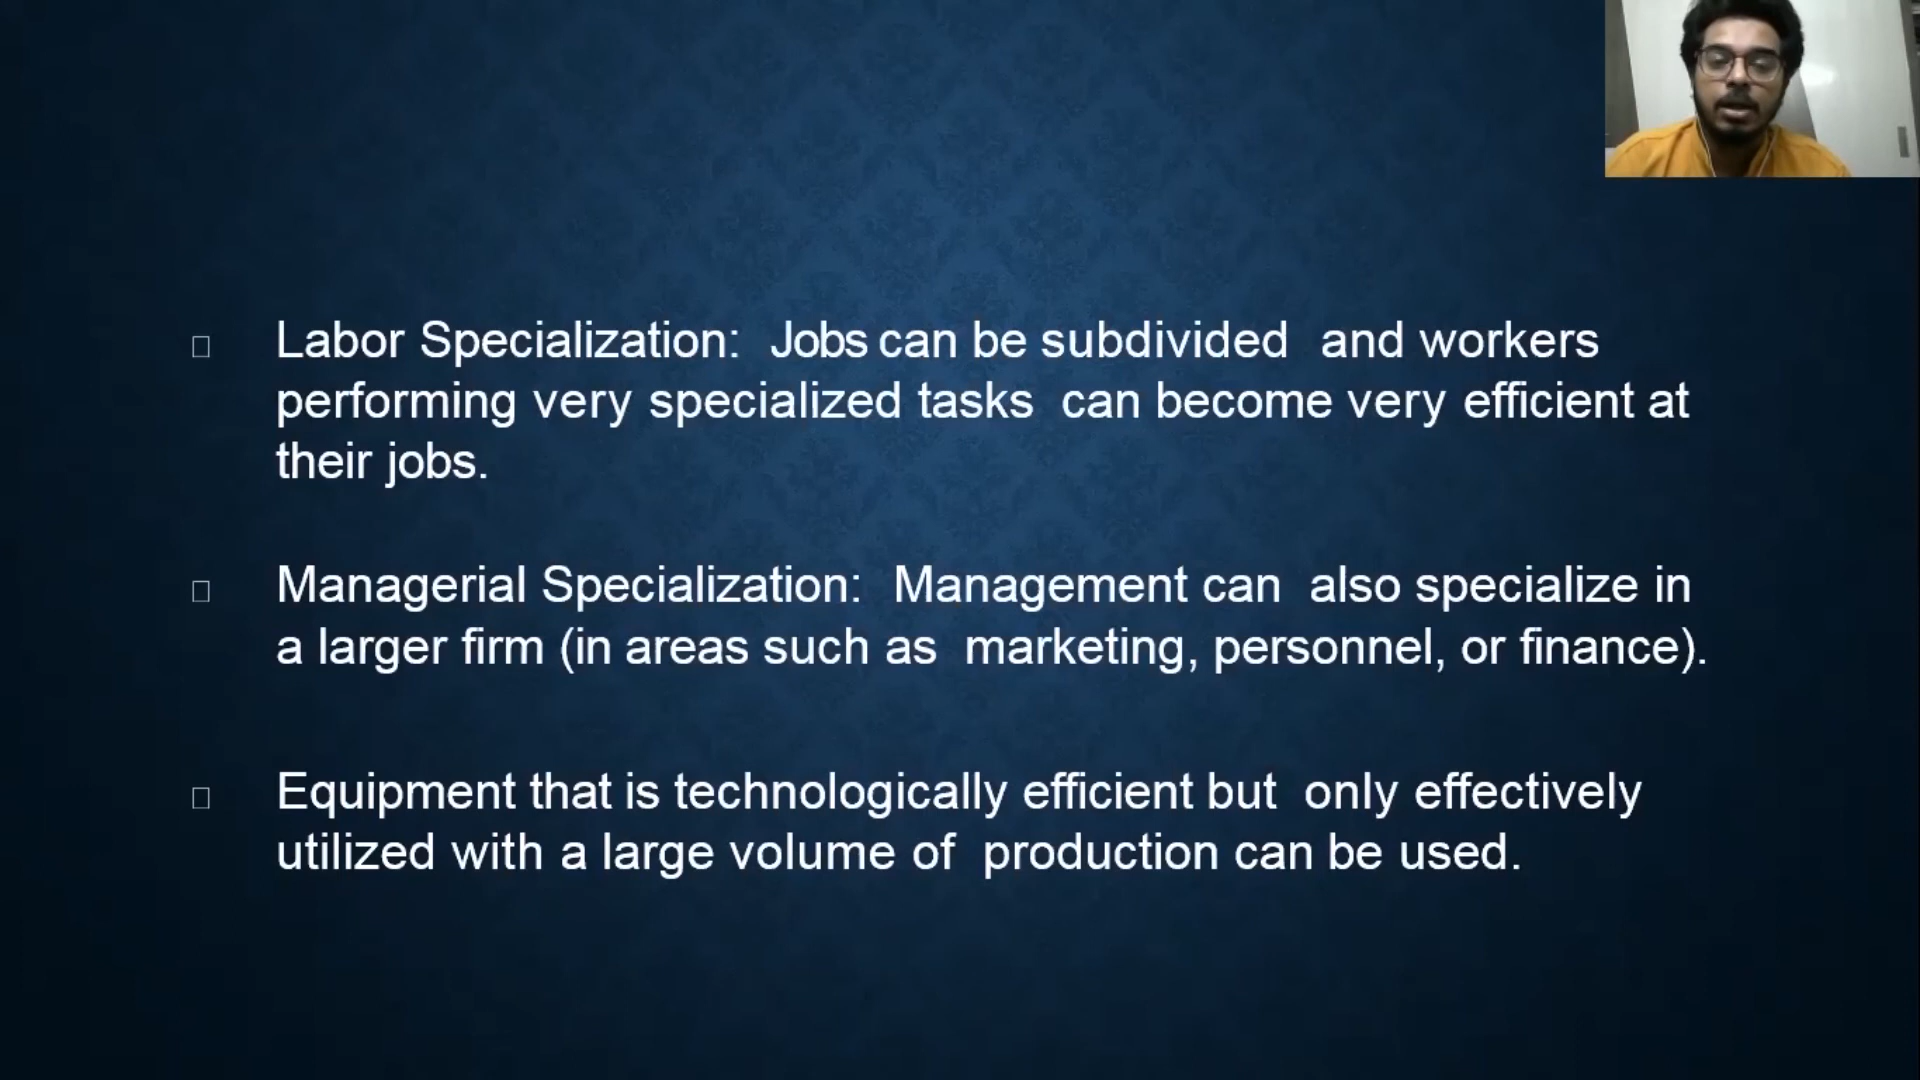 Labor Specialization: Jobs can be subdivided and workers
performing very specialized tasks can become very efficient at
their jobs.
Managerial Specialization: Management can also specialize in
a larger firm (in areas such as marketing, personnel, or finance).
Equipment that is technologically efficient but only effectively
utilized with a large volume of production can be used.